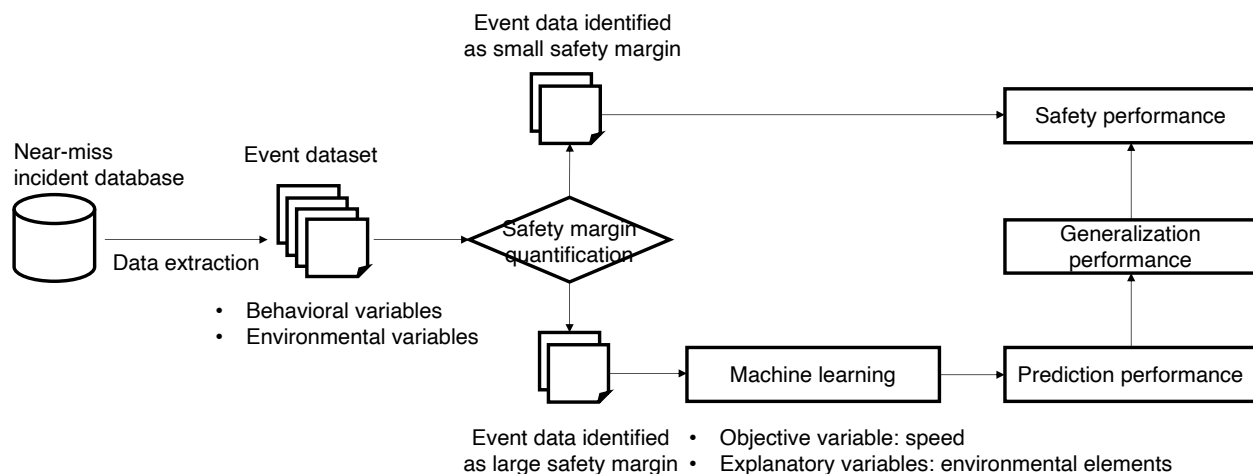 Event data identified
as small safety margin
Safety performance
Near-miss
incident database
Event dataset
Data extraction
Safety margin
quantification
Generalization
performance
• Behavioral variables
• Environmental variables
Machine learning
Prediction performance
Event data identified
as large safety margin
• Objective variable: speed
• Explanatory variables: environmental elements